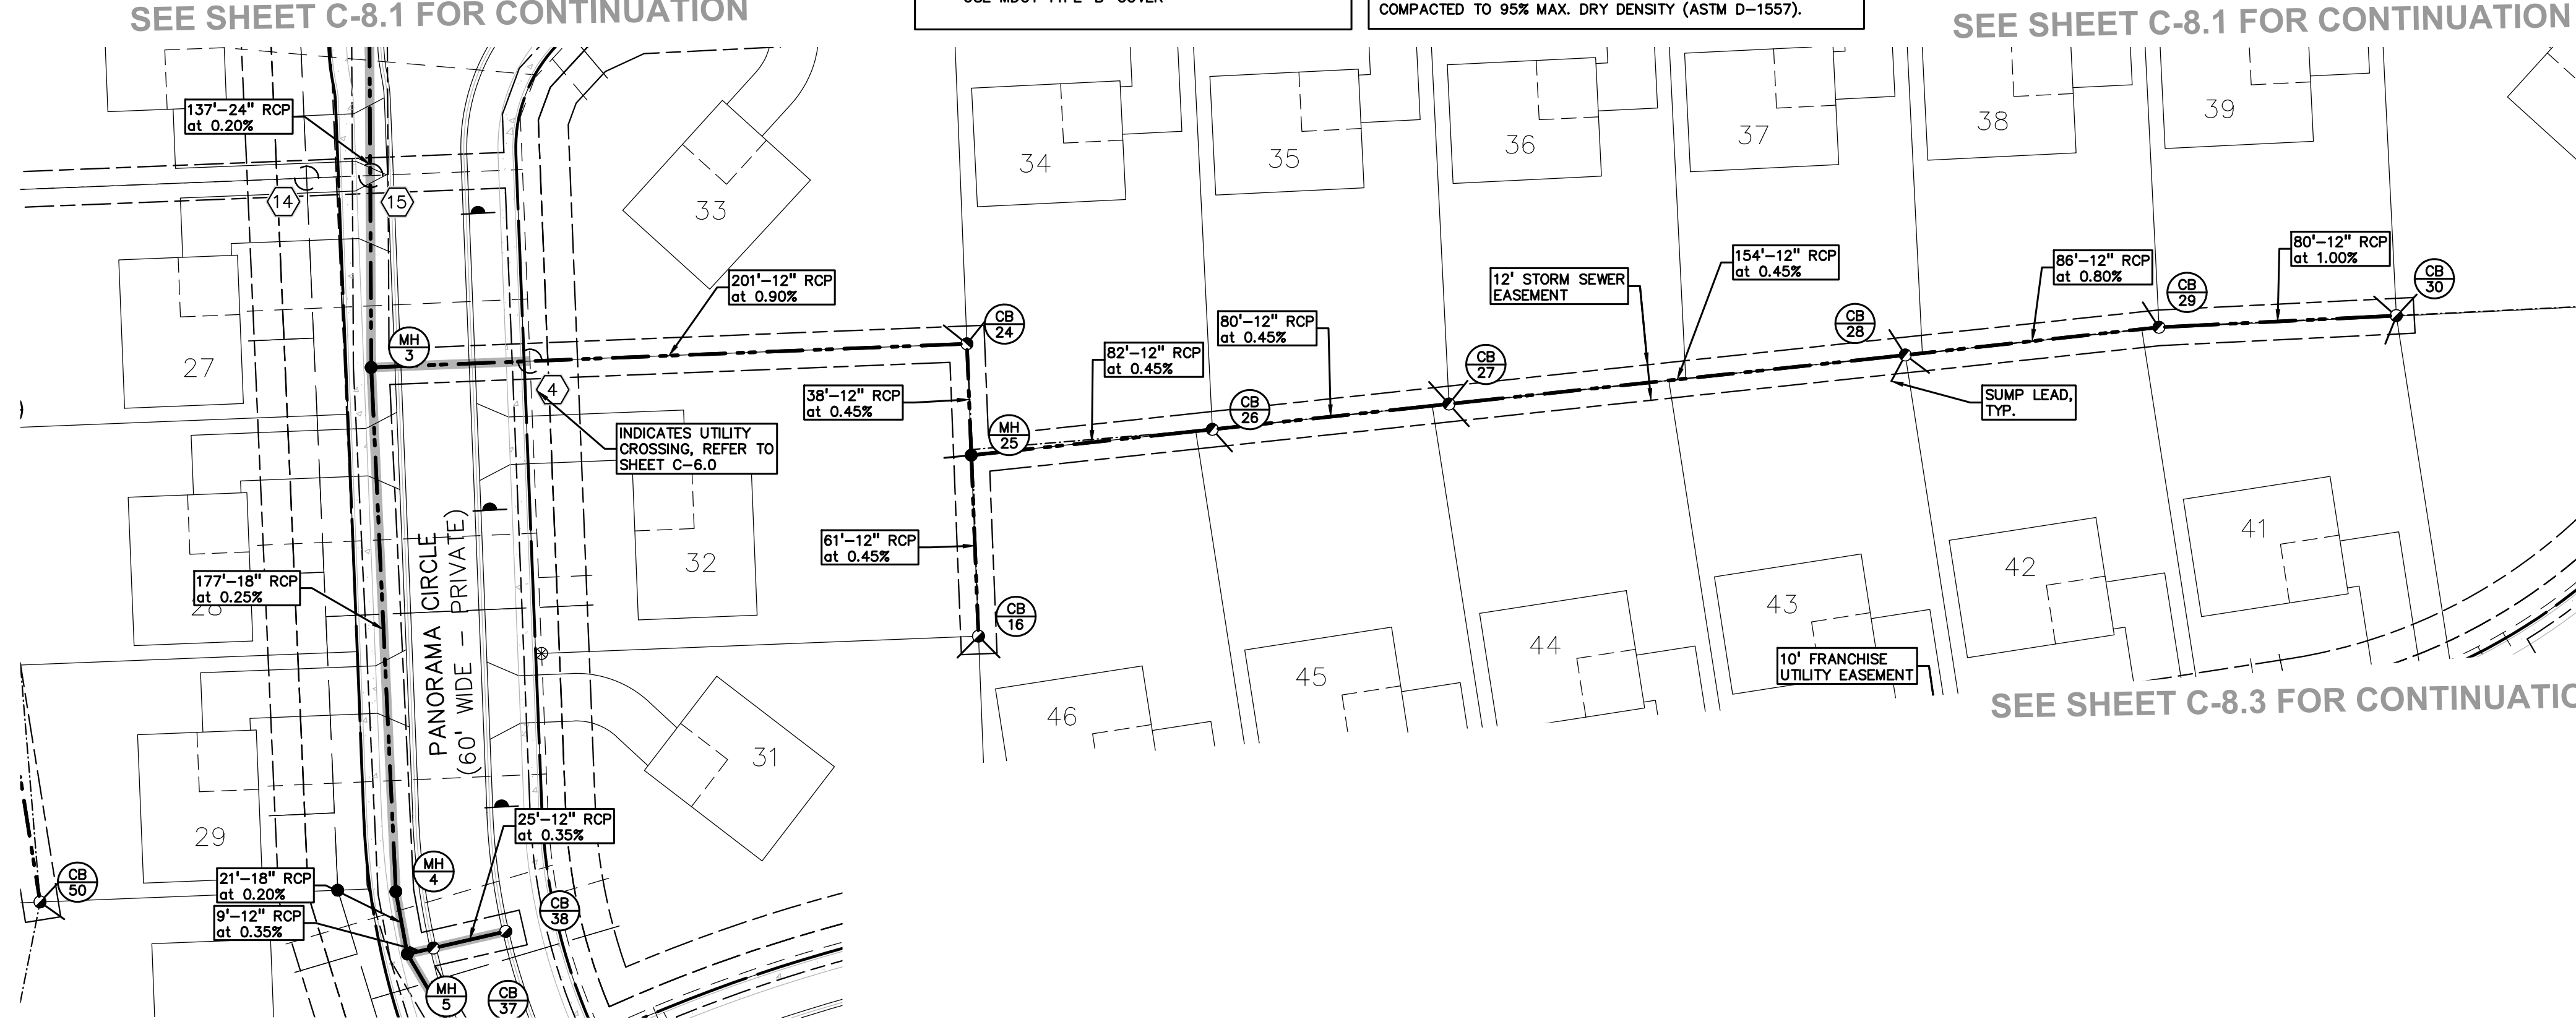 SEE SHEET C-8.1 FOR CONTINUATION
COMPACTED TO 95% MAX. DRY DENSITY (ASTM D-1557).
SEE SHEET C-8.1 FOR CONTINUATION
137'-24" RCP
at 0.20%
14
15
33
34
35
36
37
38
39
27
MH
3
201'-12" RCP
at 0.90%
CB
24
4
INDICATES UTILITY
CROSSING, REFER TO
SHEET C-6.0
38'-12" RCP
at 0.45%
MH
25
82'-12" RCP
at 0.45%
80'-12" RCP
at 0.45%
CB
26
CB
27
12' STORM SEWER
EASEMENT
154'-12" RCP
at 0.45%
CB
28
86'-12" RCP
at 0.80%
CB
29
80'-12" RCP
at 1.00%
CB
30
SUMP LEAD,
TYP.
61'-12" RCP
at 0.45%
CB
16
32
177'-18" RCP
at 0.25%
28
PANORAMA CIRCLE
(60' WIDE - PRIVATE)
31
46
45
44
43
42
41
10' FRANCHISE
UTILITY EASEMENT
SEE SHEET C-8.3 FOR
29
25'-12" RCP
at 0.35%
CB
50
21'-18" RCP
at 0.20%
9'-12" RCP
at 0.35%
MH
4
CB
38
MH
5
CB
37